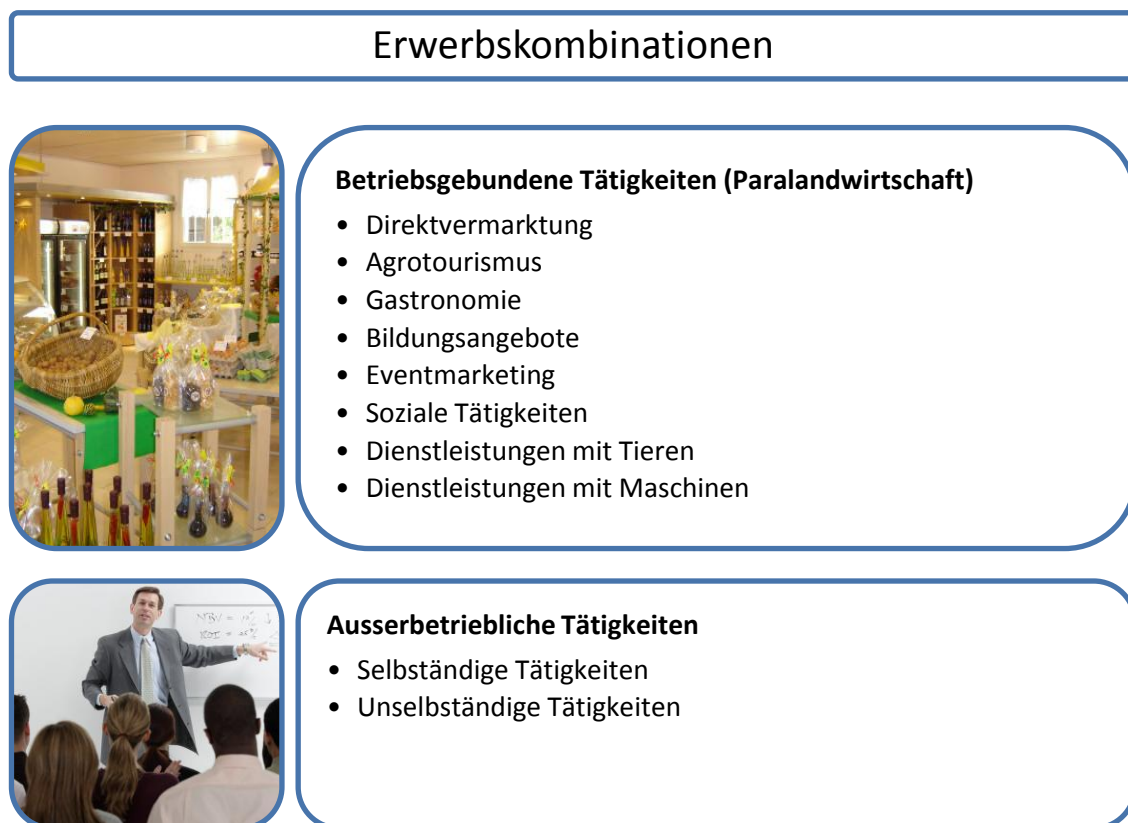 Erwerbskombinationen
Betriebsgebundene Tätigkeiten (Paralandwirtschaft)
• Direktvermarktung
• Agrotourismus
• Gastronomie
• Bildungsangebote
• Eventmarketing
• Soziale Tätigkeiten
• Dienstleistungen mit Tieren
• Dienstleistungen mit Maschinen
Ausserbetriebliche Tätigkeiten
• Selbständige Tätigkeiten
• Unselbständige Tätigkeiten